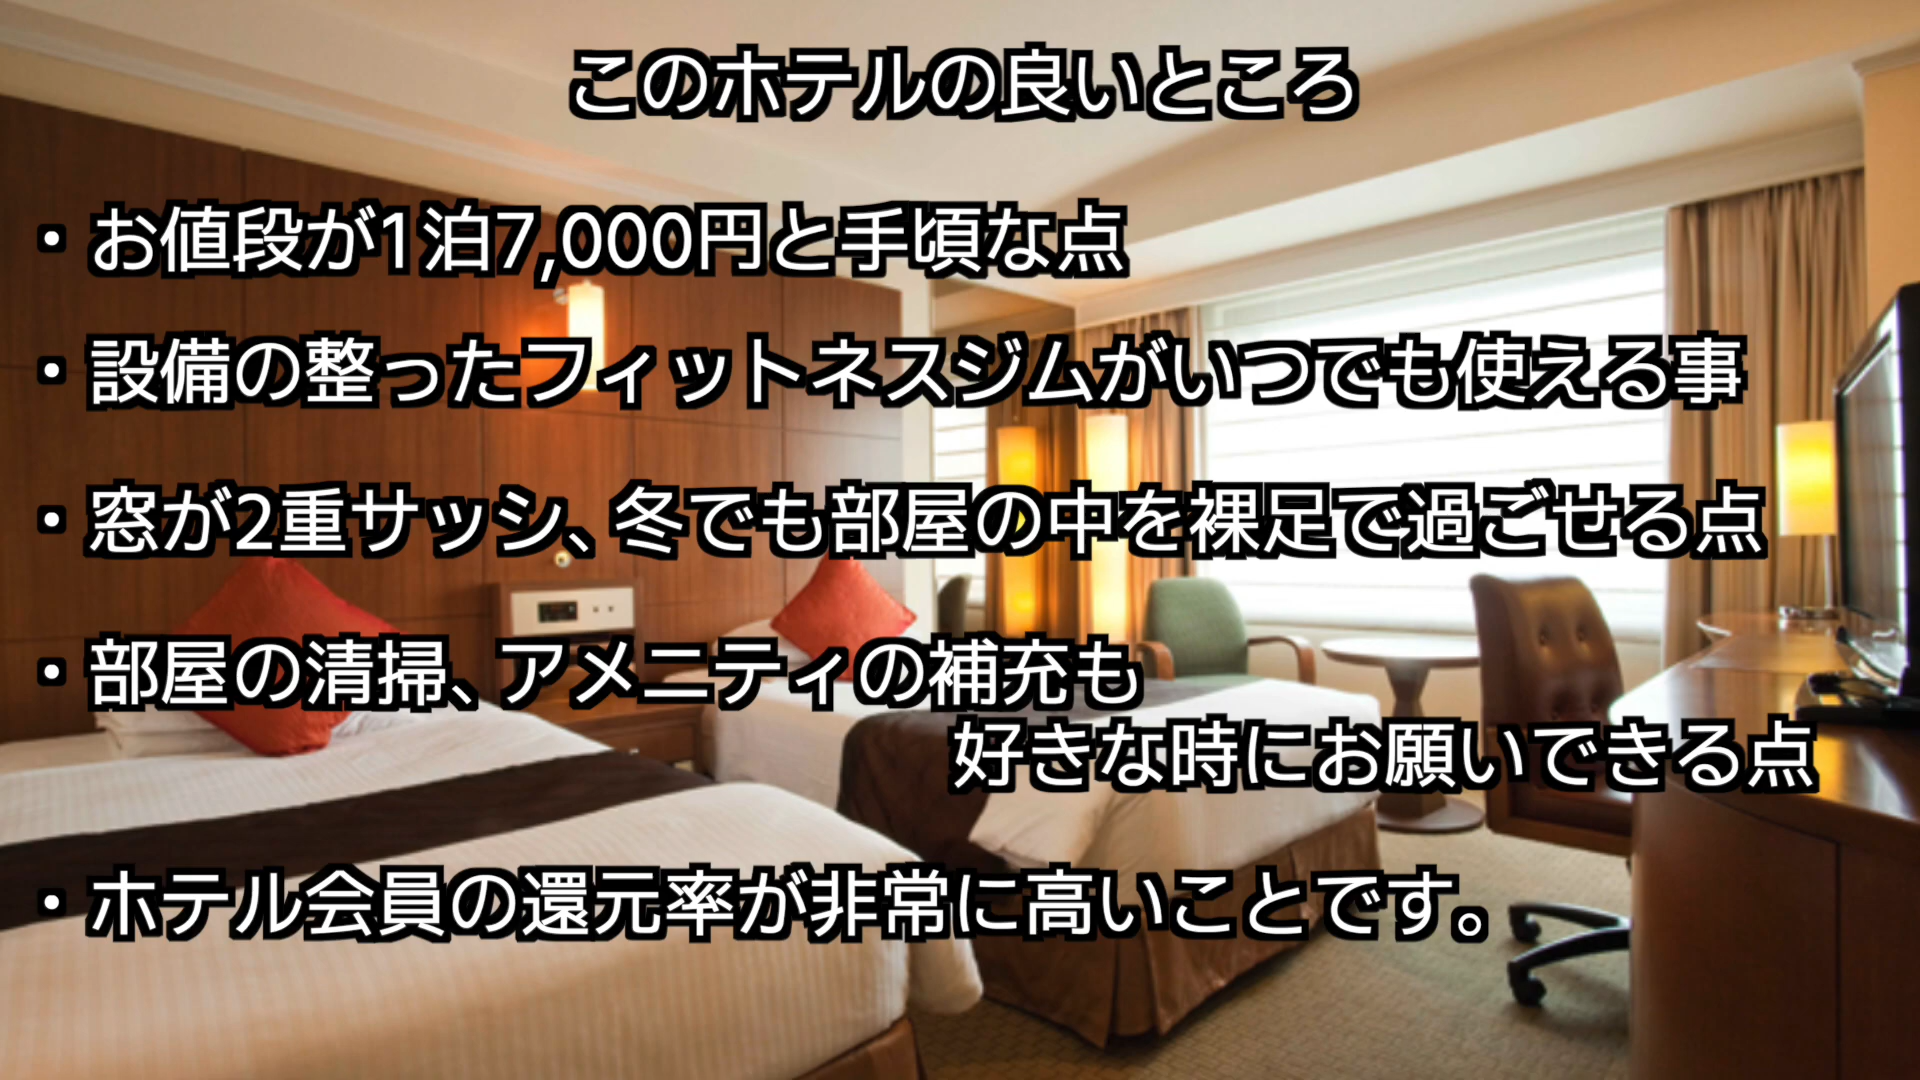 このホテルの良いところ
・お値段が1泊7,000円と手頃な点
・設備の整ったフィットネスジムがいつでも使える事
・窓が2重サッシ、冬でも部屋の中を裸足で過ごせる点
・部屋の清掃、アメニティの補充も
好きな時にお願いできる点
・ホテル会員の還元率が非常に高いことです。